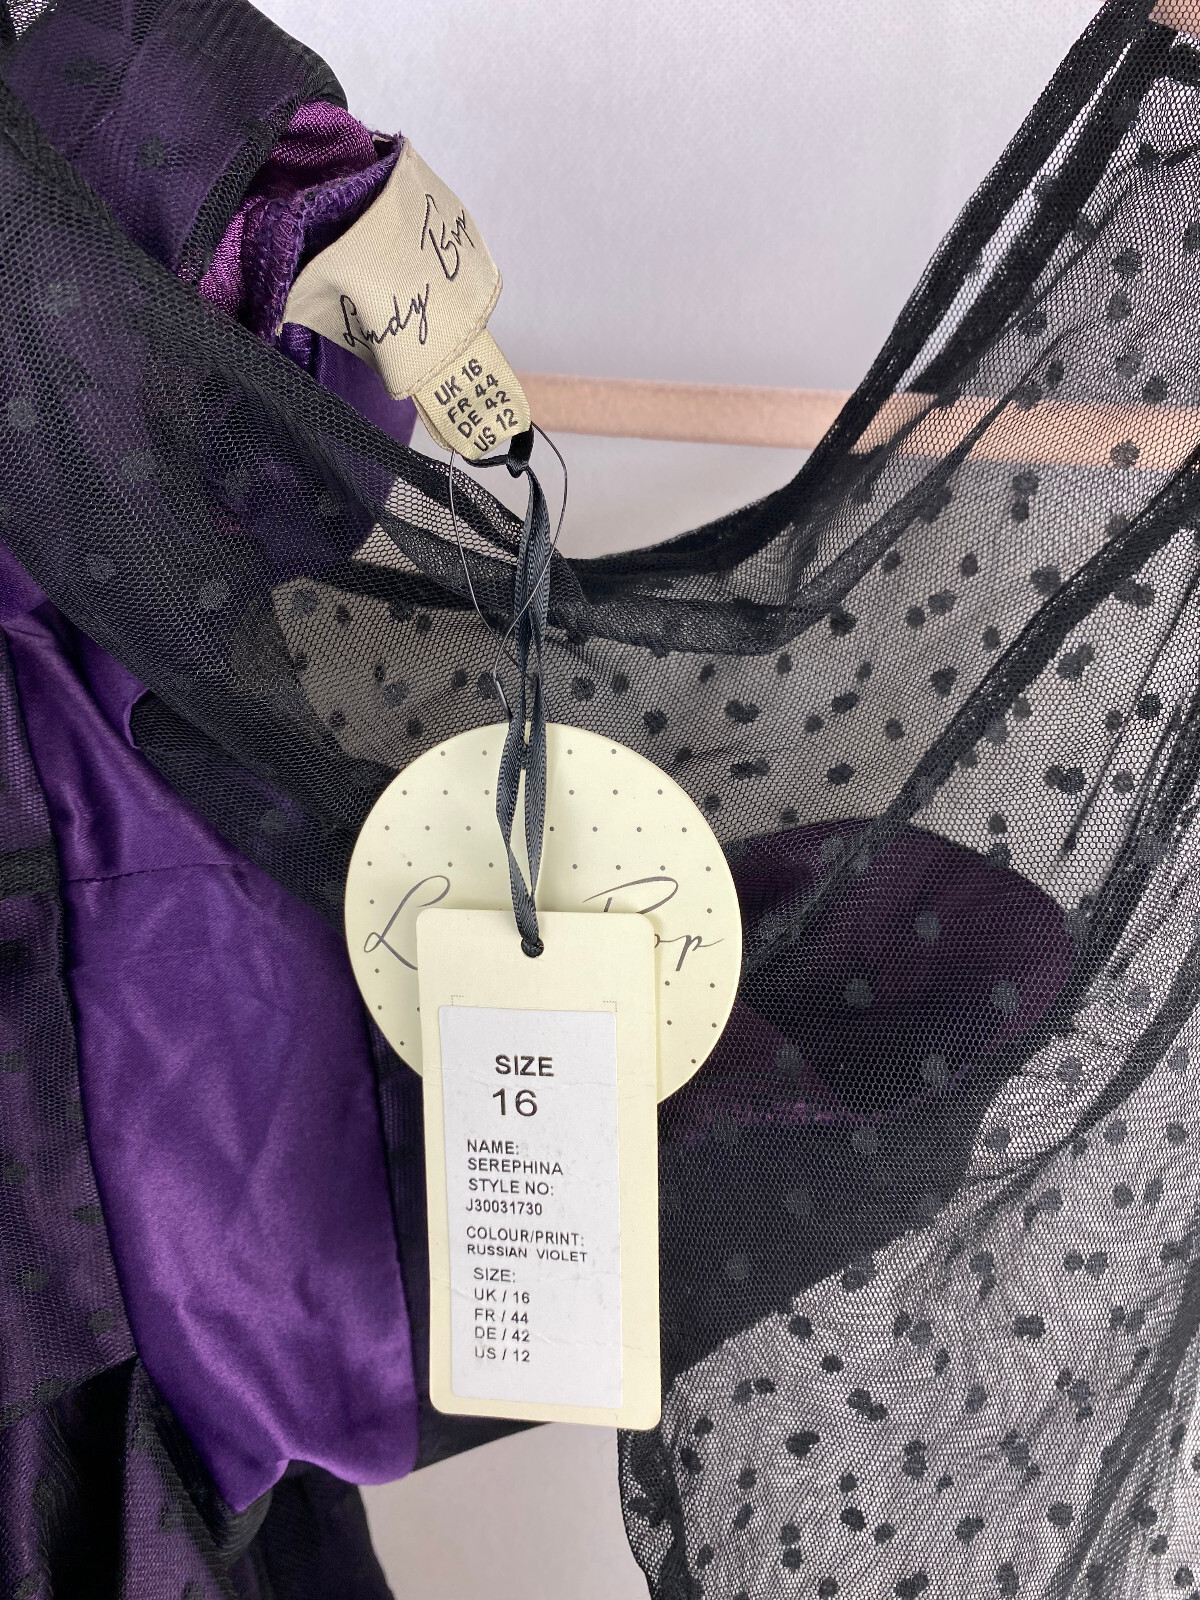 Lindy Bop
UK 16
FR 44
DE 42
US 12
SIZE
16
NAME:
SEREPHINA
STYLE NO:
J30031730
COLOUR/PRINT:
RUSSIAN VIOLET
SIZE:
UK / 16
FR / 44
DE / 42
US / 12